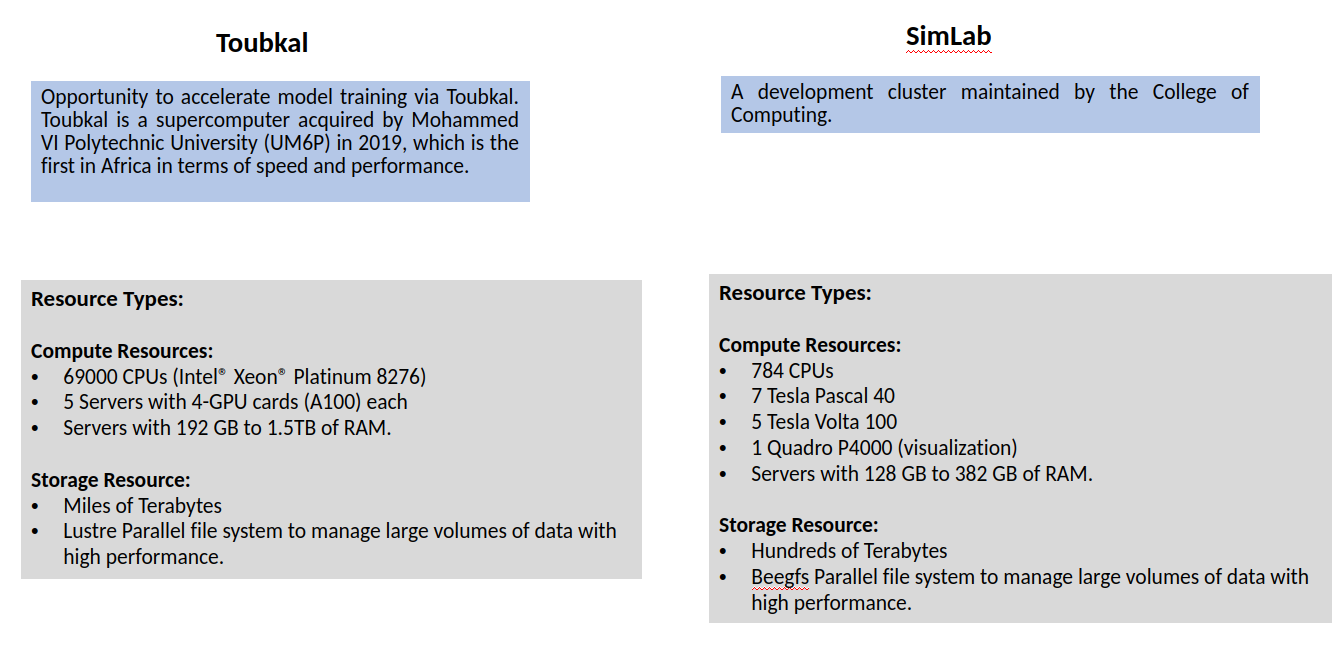 Toubkal
Opportunity to accelerate model training via Toubkal.
Toubkal is a supercomputer acquired by Mohammed
VI Polytechnic University (UM6P) in 2019, which is the
first in Africa in terms of speed and performance.
Resource Types:
Compute Resources:
• 69000 CPUs (Intel® Xeon® Platinum 8276)
• 5 Servers with 4-GPU cards (A100) each
• Servers with 192 GB to 1.5TB of RAM.
Storage Resource:
• Miles of Terabytes
• Lustre Parallel file system to manage large volumes of data with
high performance.
SimLab
A development cluster maintained by the College of
Computing.
Resource Types:
Compute Resources:
• 784 CPUs
• 7 Tesla Pascal 40
• 5 Tesla Volta 100
• 1 Quadro P4000 (visualization)
• Servers with 128 GB to 382 GB of RAM.
Storage Resource:
• Hundreds of Terabytes
• Beegfs Parallel file system to manage large volumes of data with
high performance.